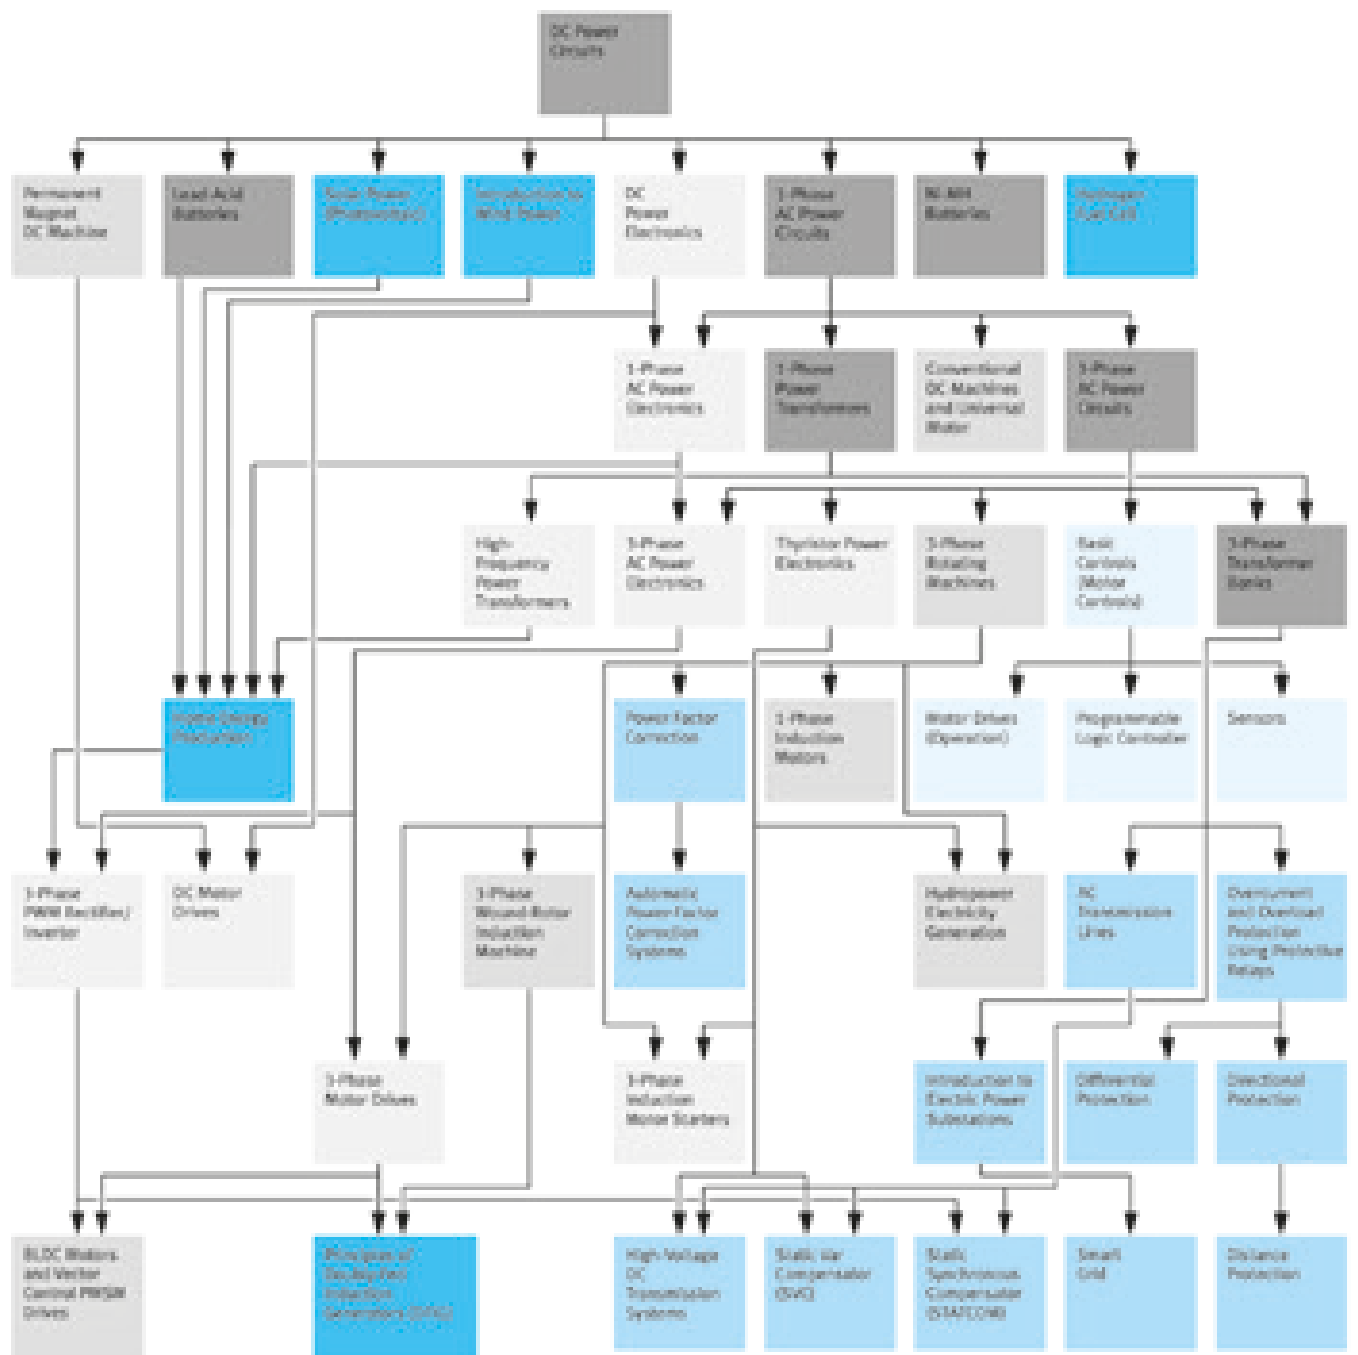 DC Power
Circuits
Permanent
Magnet
DC Machine
Lead-Acid
Batteries
Solar Power
(Photovoltaic)
Introduction to
Wind Power
DC
Power
Electronics
1-Phase
AC Power
Circuits
Ni-MH
Batteries
Hydrogen
Fuel Cell
1-Phase
AC Power
Electronics
1-Phase
Power
Transformers
Conventional
DC Machines
and Universal
Motor
3-Phase
AC Power
Circuits
High-
Frequency
Power
Transformers
3-Phase
AC Power
Electronics
Thyristor Power
Electronics
3-Phase
Rotating
Machines
Basic
Controls
(Motor
Controls)
3-Phase
Transformer
Banks
Home Energy
Production
Power Factor
Correction
1-Phase
Induction
Motors
Motor Drives
(Operation)
Programmable
Logic Controller
Sensors
3-Phase
PWM Rectifier/
Inverter
DC Motor
Drives
3-Phase
Wound-Rotor
Induction
Machine
Automatic
Power Factor
Correction
Systems
Hydropower
Electricity
Generation
AC
Transmission
Lines
Overcurrent
and Overload
Protection
Using Protective
Relays
3-Phase
Motor Drives
3-Phase
Induction
Motor Starters
Introduction to
Electric Power
Substations
Differential
Protection
Directional
Protection
BLDC Motors
and Vector
Control PMSM
Drives
Principles of
Doubly-Fed
Induction
Generators (DFIG)
High-Voltage
DC
Transmission
Systems
Static Var
Compensator
(SVC)
Static
Synchronous
Compensator
(STATCOM)
Smart
Grid
Distance
Protection